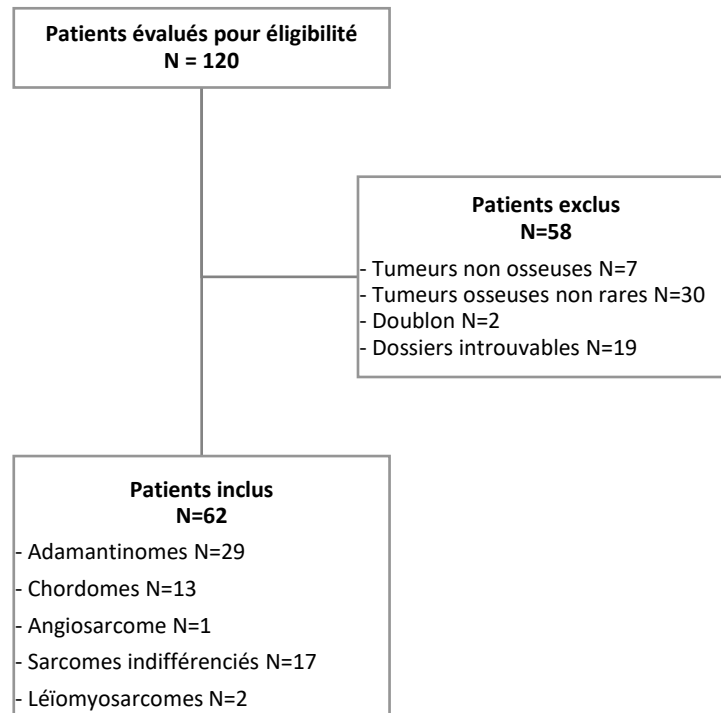 Patients évalués pour éligibilité
N = 120
Patients exclus
N=58
- Tumeurs non osseuses N=7
- Tumeurs osseuses non rares N=30
- Doublon N=2
- Dossiers introuvables N=19
Patients inclus
N=62
- Adamantinomes N=29
- Chordomes N=13
- Angiosarcome N=1
- Sarcomes indifférenciés N=17
- Léïomyosarcomes N=2